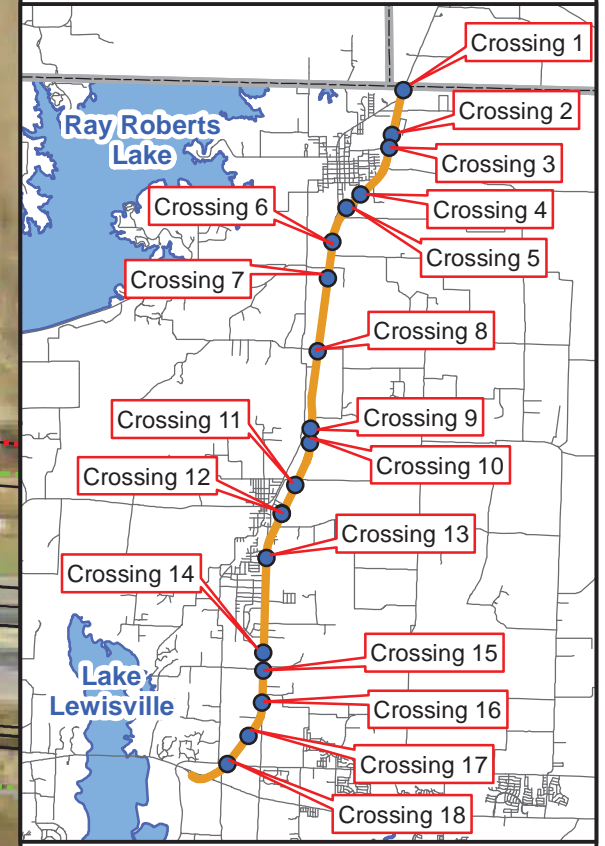 Crossing 1
Crossing 2
Ray Roberts
Lake
Crossing 3
Crossing 6
Crossing 4
Crossing 5
Crossing 7
Crossing 8
Crossing 11
Crossing 9
Crossing 10
Crossing 12
Crossing 13
Crossing 14
Crossing 15
Lake
Lewisville
Crossing 16
Crossing 17
Crossing 18